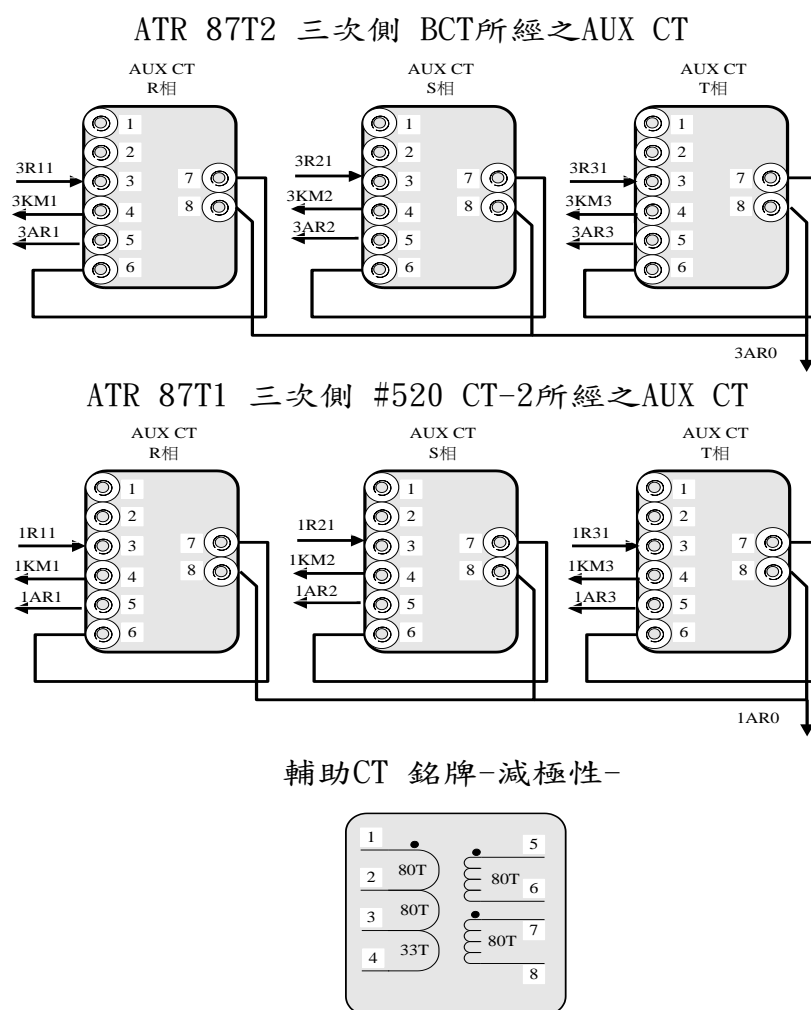 ATR 87T2 三次側 BCT所經之AUX CT
AUX CT
R相
AUX CT
S相
AUX CT
T相
1
2
3R11
3
7
3KM1
4
8
3AR1
5
6
1
2
3R21
3
7
3KM2
4
8
3AR2
5
6
1
2
3R31
3
7
3KM3
4
8
3AR3
5
6
3AR0
ATR 87T1 三次側 #520 CT-2所經之AUX CT
AUX CT
R相
AUX CT
S相
AUX CT
T相
1
2
1R11
3
7
1KM1
4
8
1AR1
5
6
1
2
1R21
3
7
1KM2
4
8
1AR2
5
6
1
2
1R31
3
7
1KM3
4
8
1AR3
5
6
1AR0
輔助CT 銘牌-減極性-
1
5
80T
2
80T
6
3
80T
7
80T
4
33T
8